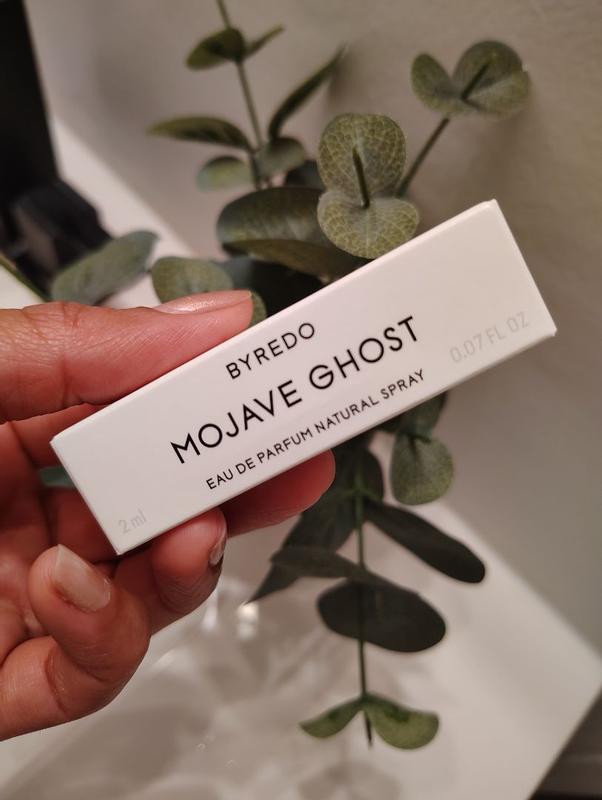 BYREDO
MOJAVE GHOST
EAU DE PARFUM NATURAL SPRAY
2 ml
0.07 FL OZ